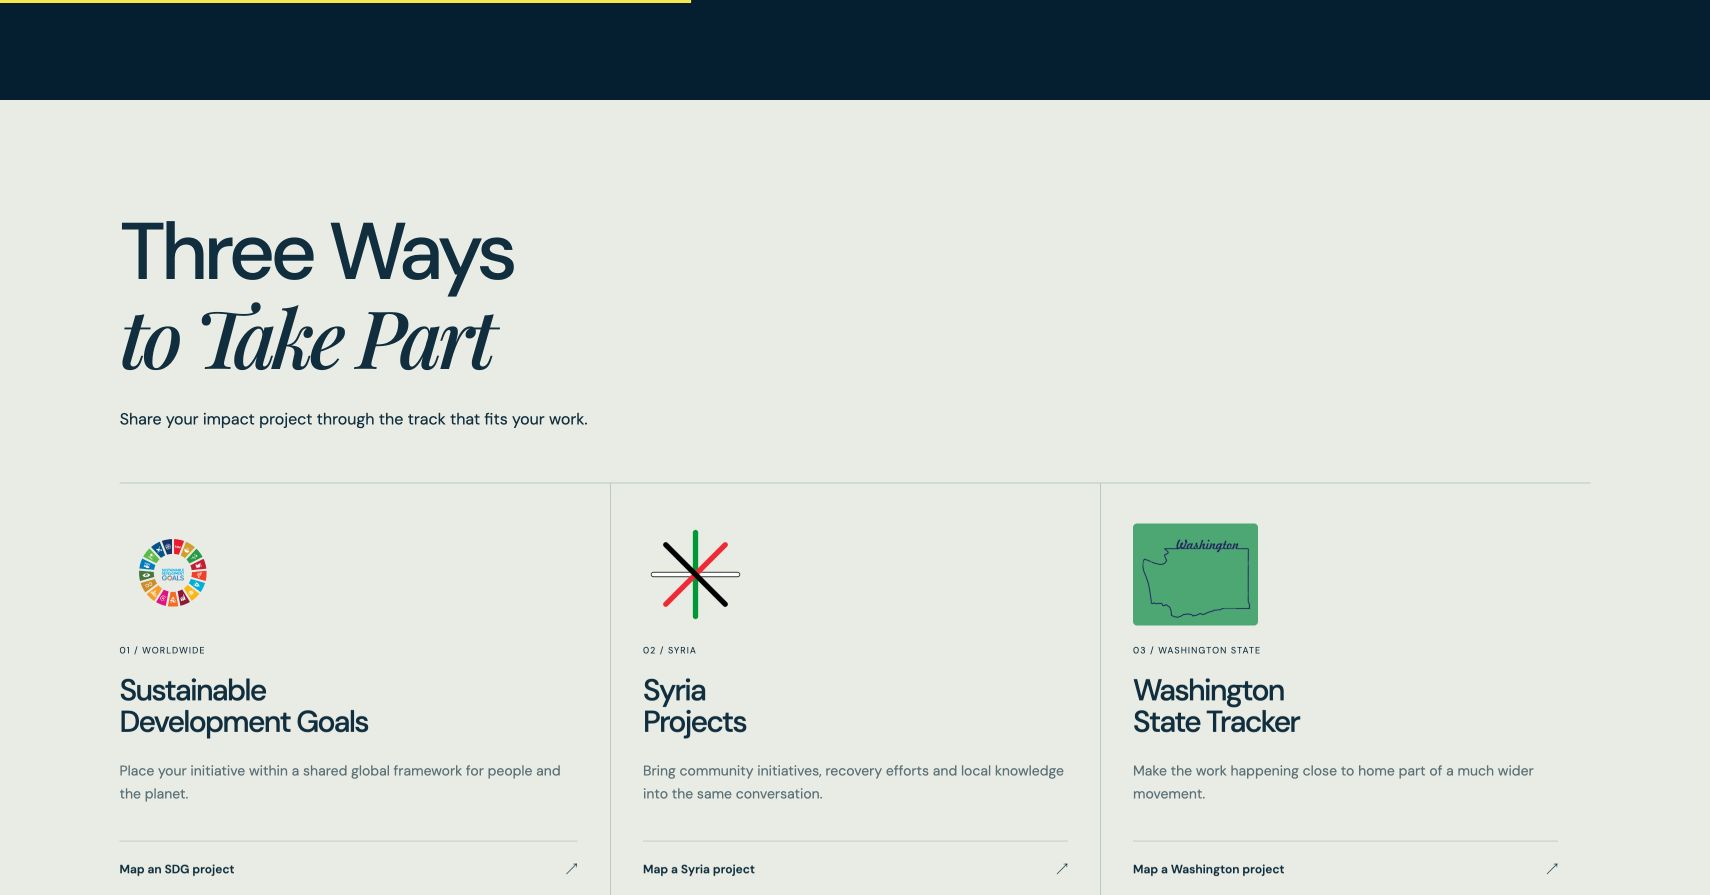 Three Ways
to Take Part
Share your impact project through the track that fits your work.
SUSTAINABLE
DEVELOPMENT
GOALS
01 / WORLDWIDE
Sustainable
Development Goals
Place your initiative within a shared global framework for people and
the planet.
Map an SDG project
02 / SYRIA
Syria
Projects
Bring community initiatives, recovery efforts and local knowledge
into the same conversation.
Map a Syria project
Washington
03 / WASHINGTON STATE
Washington
State Tracker
Make the work happening close to home part of a much wider
movement.
Map a Washington project